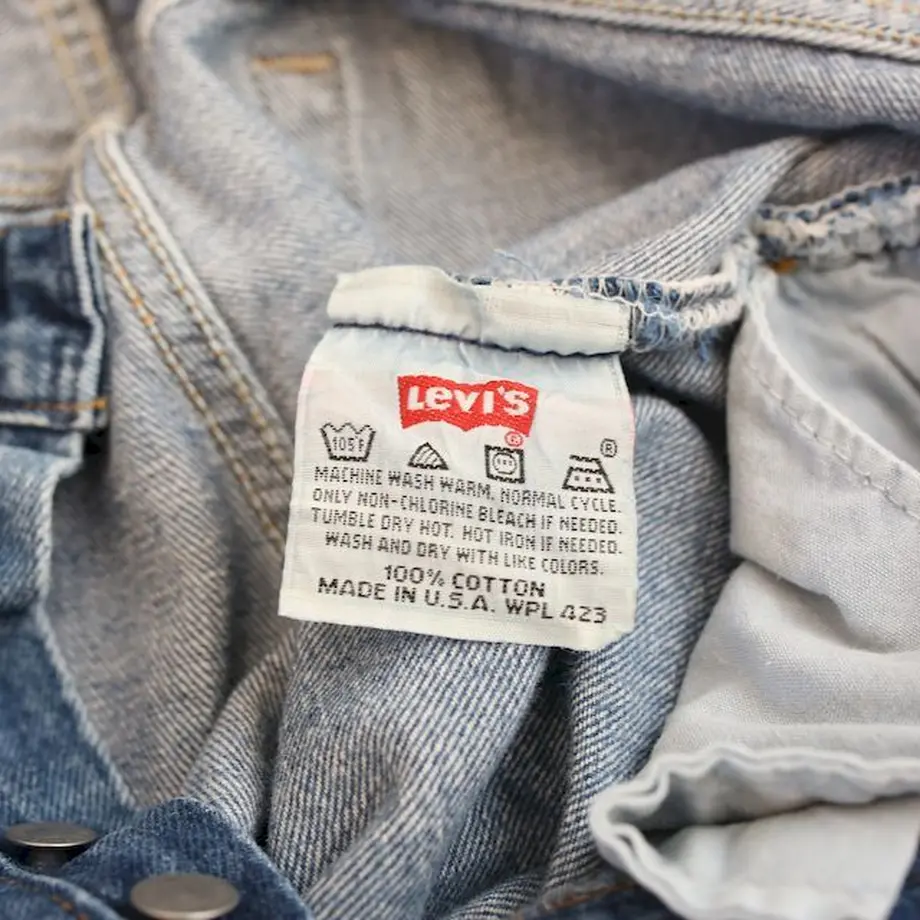 Levi's
®
105°F
®
MACHINE WASH WARM, NORMAL CYCLE.
ONLY NON-CHLORINE BLEACH IF NEEDED.
TUMBLE DRY HOT. HOT IRON IF NEEDED.
WASH AND DRY WITH LIKE COLORS.
100% COTTON
MADE IN U.S.A. WPL 423